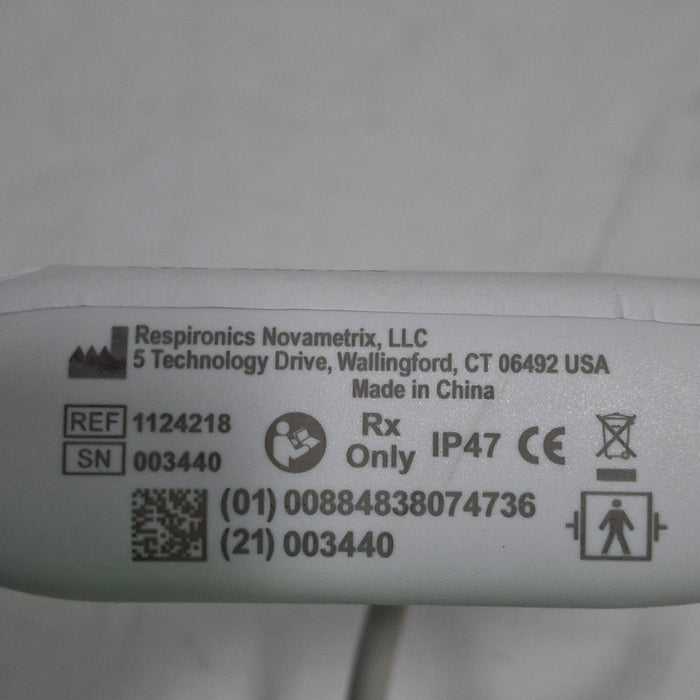 Respironics Novametrix, LLC
5 Technology Drive, Wallingford, CT 06492 USA
Made in China
REF 1124218
SN 003440
Rx Only
IP47 CE
(01) 00884838074736
(21) 003440